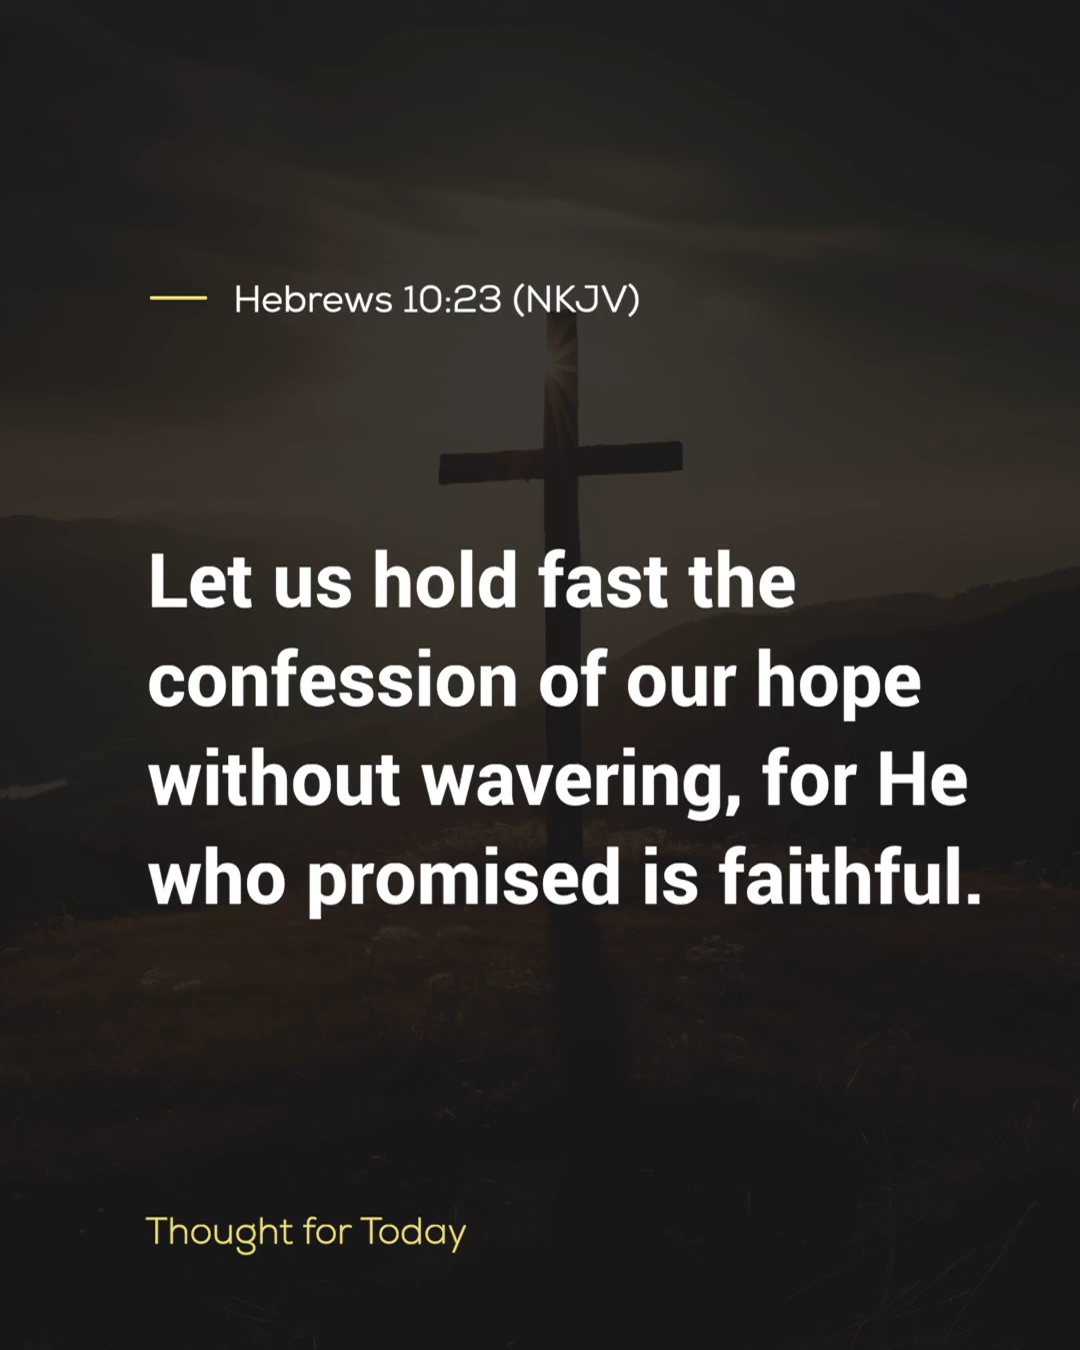 Hebrews 10:23 (NKJV)
Let us hold fast the
confession of our hope
without wavering, for He
who promised is faithful.
Thought for Today